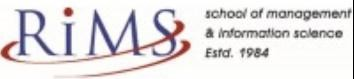 RiMS
school of management
& information science
Estd. 1984